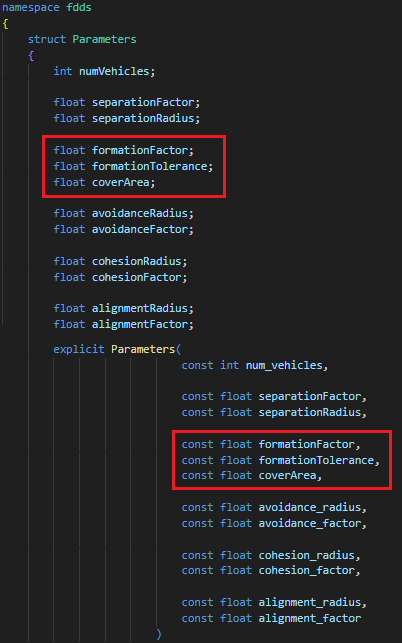 namespace fdds
{
struct Parameters
{
int numVehicles;
float separationFactor;
float separationRadius;
float formationFactor;
float formationTolerance;
float coverArea;
float avoidanceRadius;
float avoidanceFactor;
float cohesionRadius;
float cohesionFactor;
float alignmentRadius;
float alignmentFactor;
explicit Parameters(
const int num_vehicles,
const float separationFactor,
const float separationRadius,
const float formationFactor,
const float formationTolerance,
const float coverArea,
const float avoidance_radius,
const float avoidance_factor,
const float cohesion_radius,
const float cohesion_factor,
const float alignment_radius,
const float alignment_factor
)